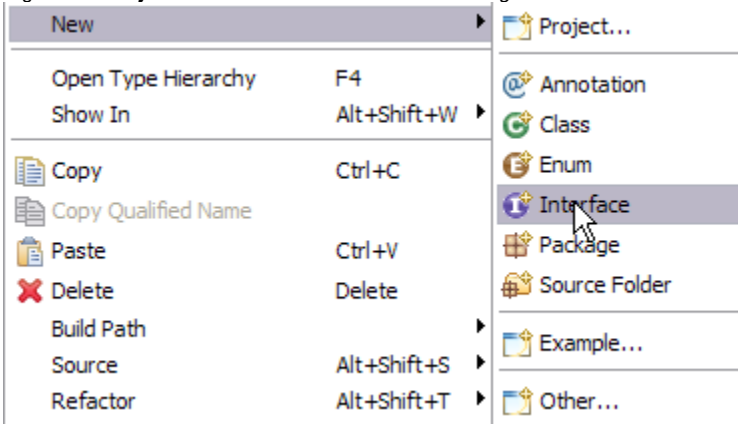 New
Open Type Hierarchy F4
Show In Alt+Shift+W
Copy Ctrl+C
Copy Qualified Name
Paste Ctrl+V
Delete Delete
Build Path
Source Alt+Shift+S
Refactor Alt+Shift+T
Project...
Annotation
Class
Enum
Interface
Package
Source Folder
Example...
Other...